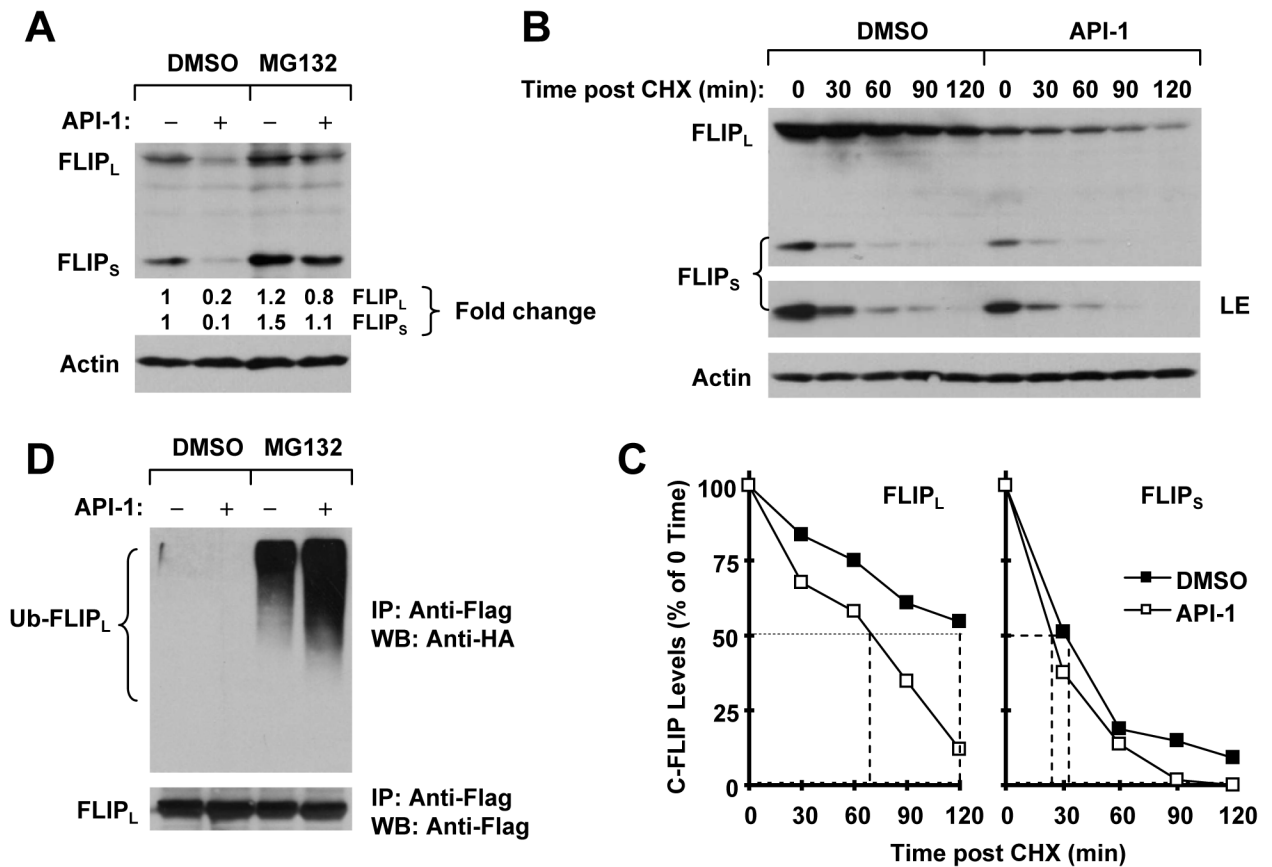 A
DMSO MG132
API-1: – + – +
FLIPL
FLIPS
1 0.2 1.2 0.8 FLIPL
1 0.1 1.5 1.1 FLIPS
Fold change
Actin
B
DMSO API-1
Time post CHX (min): 0 30 60 90 120 0 30 60 90 120
FLIPL
FLIPS
LE
Actin
D
DMSO MG132
API-1: – + – +
Ub-FLIPL
IP: Anti-Flag
WB: Anti-HA
FLIPL
IP: Anti-Flag
WB: Anti-Flag
C
C-FLIP Levels (% of 0 Time)
100
75
50
25
0
FLIPL
FLIPS
DMSO
API-1
0 30 60 90 120 0 30 60 90 120
Time post CHX (min)